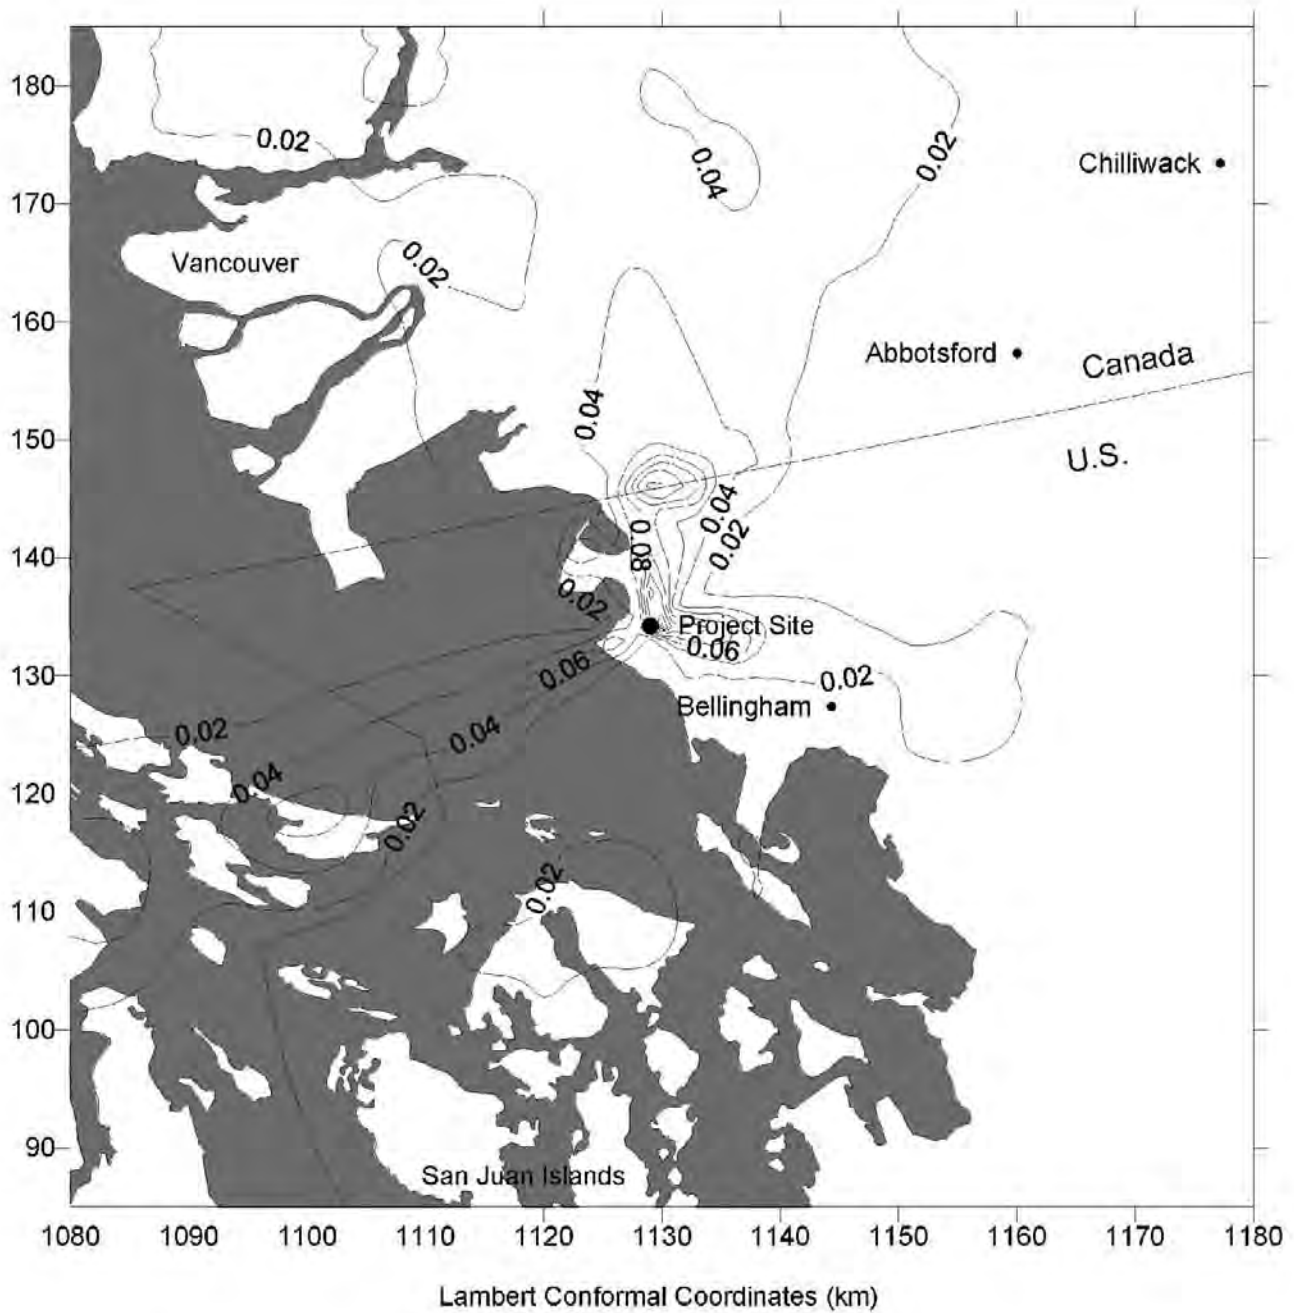 180
0.02
0.02
0.04
Chilliwack
170
Vancouver
0.02
160
Abbotsford
Canada
0.04
150
U.S.
0.04
0.08
0.02
140
0.02
Project Site
0.06
130
0.06
0.02
Bellingham
0.02
0.04
0.04
120
0.02
0.02
110
100
90
San Juan Islands
1080 1090 1100 1110 1120 1130 1140 1150 1160 1170 1180
Lambert Conformal Coordinates (km)